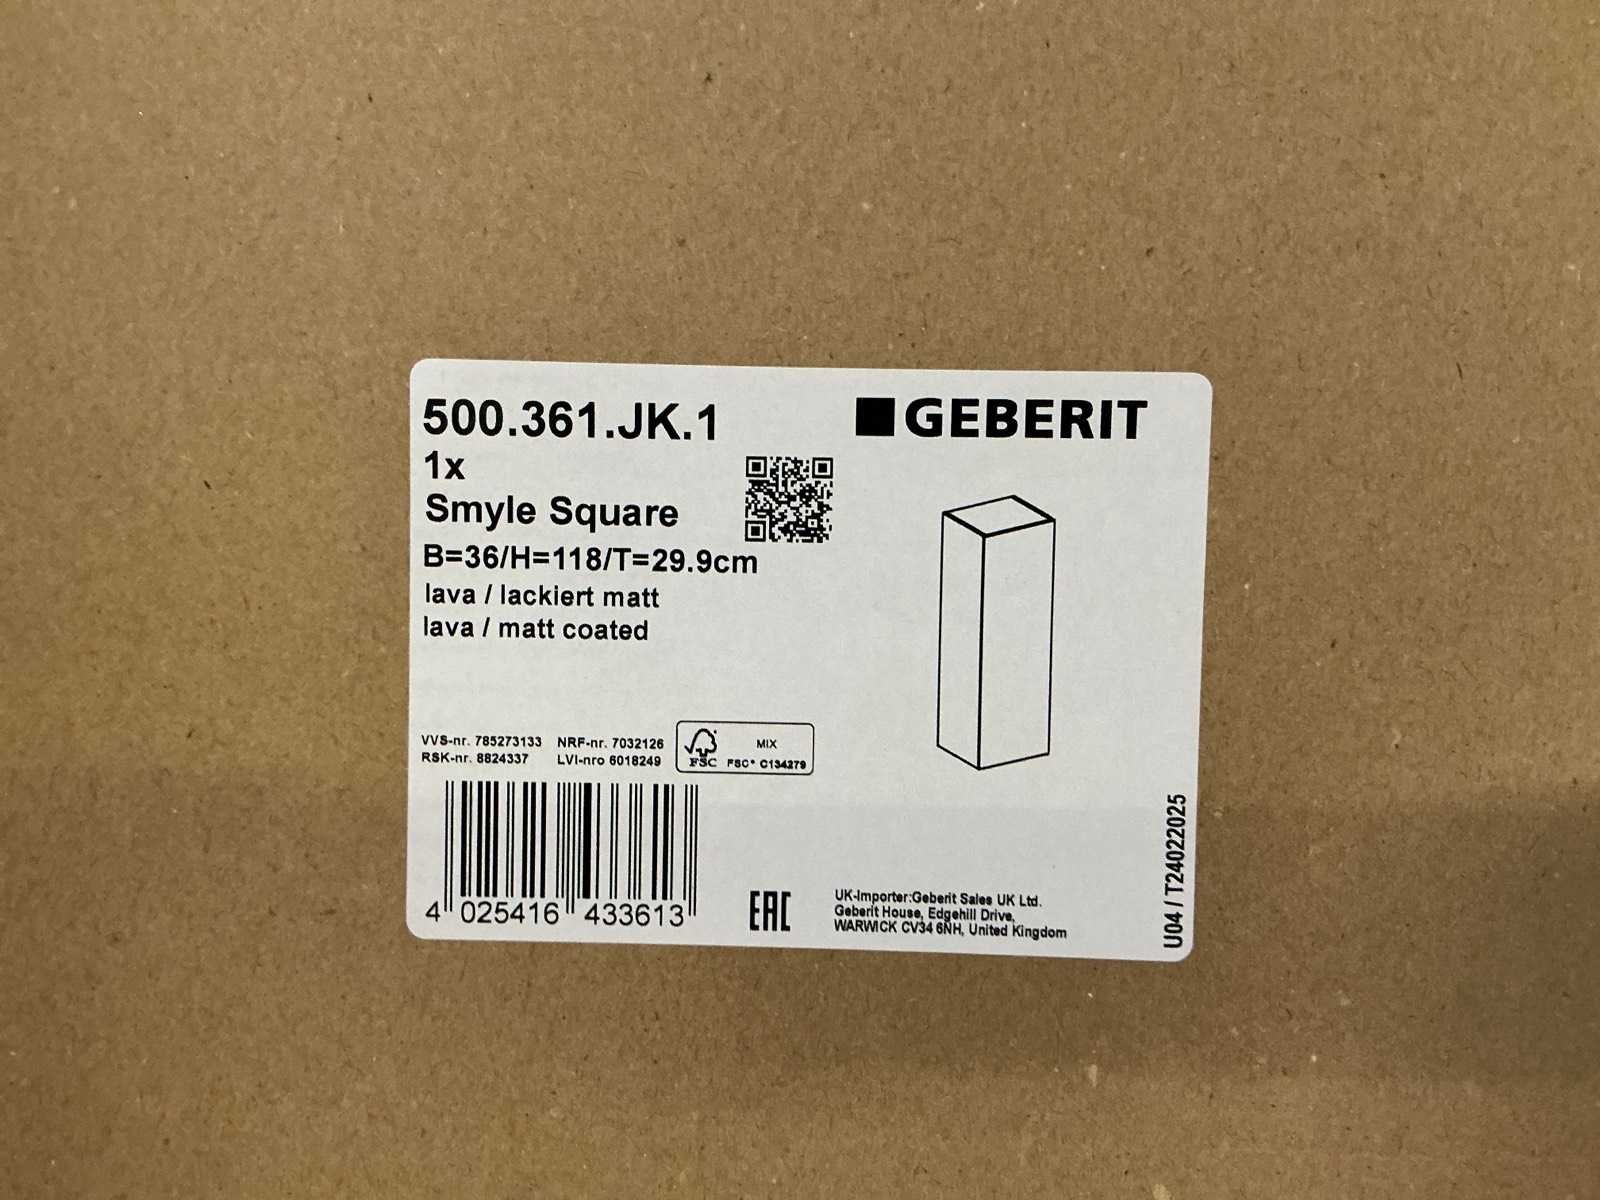 500.361.JK.1
GEBERIT
1x
Smyle Square
B=36/H=118/T=29.9cm
lava / lackiert matt
lava / matt coated
VVS-nr. 785273133 NRF-nr. 7032126
RSK-nr. 8824337 LVI-nro 6018249
FSC MIX
FSC® C134279
4 025416 433613
EAC
UK-Importer:Geberit Sales UK Ltd.
Geberit House, Edgehill Drive,
WARWICK CV34 6NH, United Kingdom
U04 / T24022025